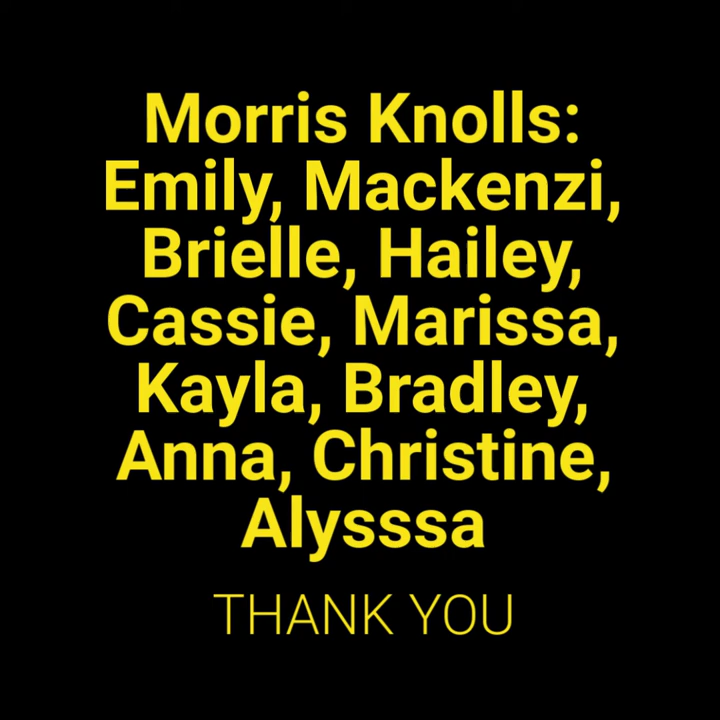 Morris Knolls:
Emily, Mackenzi,
Brielle, Hailey,
Cassie, Marissa,
Kayla, Bradley,
Anna, Christine,
Alysssa
THANK YOU